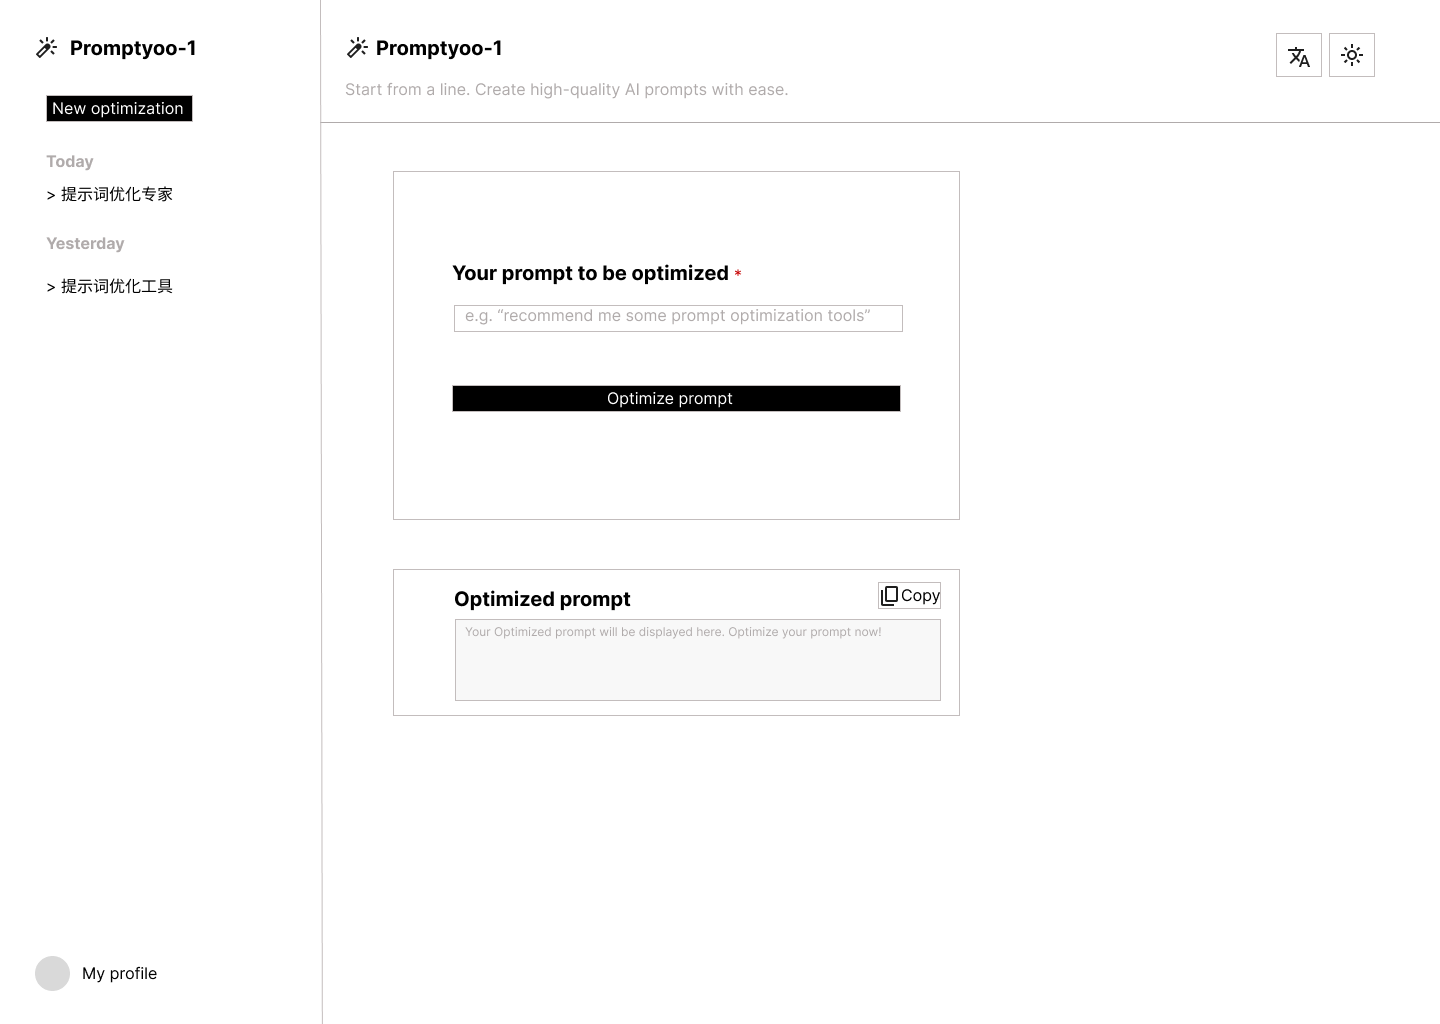 Promptyoo-1
New optimization
Today
> 提示词优化专家
Yesterday
> 提示词优化工具
My profile
Promptyoo-1
Start from a line. Create high-quality AI prompts with ease.
Your prompt to be optimized *
e.g. “recommend me some prompt optimization tools”
Optimize prompt
Optimized prompt
Copy
Your Optimized prompt will be displayed here. Optimize your prompt now!